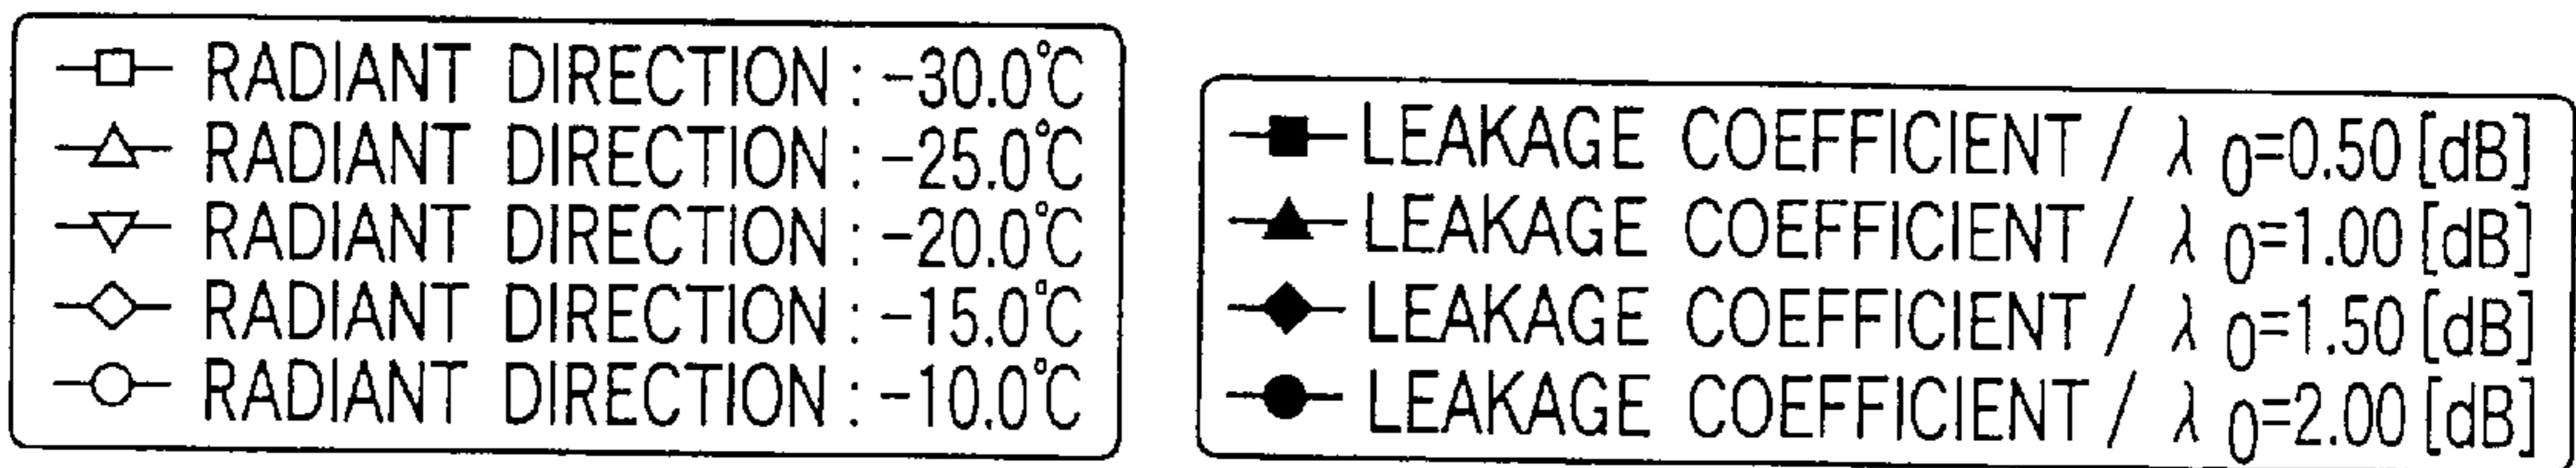 RADIANT DIRECTION : -30.0℃
RADIANT DIRECTION : -25.0℃
RADIANT DIRECTION : -20.0℃
RADIANT DIRECTION : -15.0℃
RADIANT DIRECTION : -10.0℃
LEAKAGE COEFFICIENT / λ 0=0.50 [dB]
LEAKAGE COEFFICIENT / λ 0=1.00 [dB]
LEAKAGE COEFFICIENT / λ 0=1.50 [dB]
LEAKAGE COEFFICIENT / λ 0=2.00 [dB]